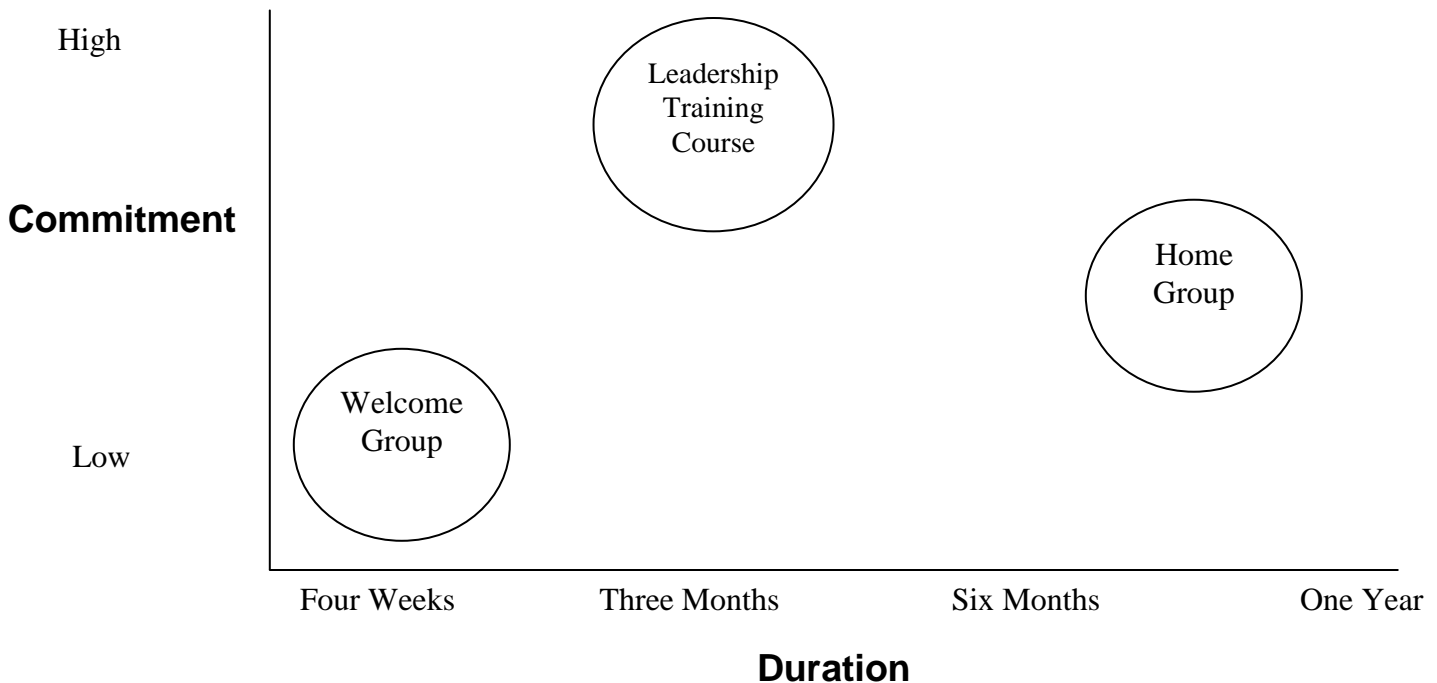 High
Leadership
Training
Course
Commitment
Home
Group
Welcome
Group
Low
Four Weeks Three Months Six Months One Year
Duration